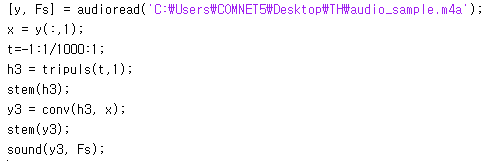 [y, Fs] = audioread('C:₩Users₩COMNET5₩Desktop₩TH₩audio_sample.m4a');
x = y(:,1);
t=-1:1/1000:1;
h3 = tripuls(t,1);
stem(h3);
y3 = conv(h3, x);
stem(y3);
sound(y3, Fs);